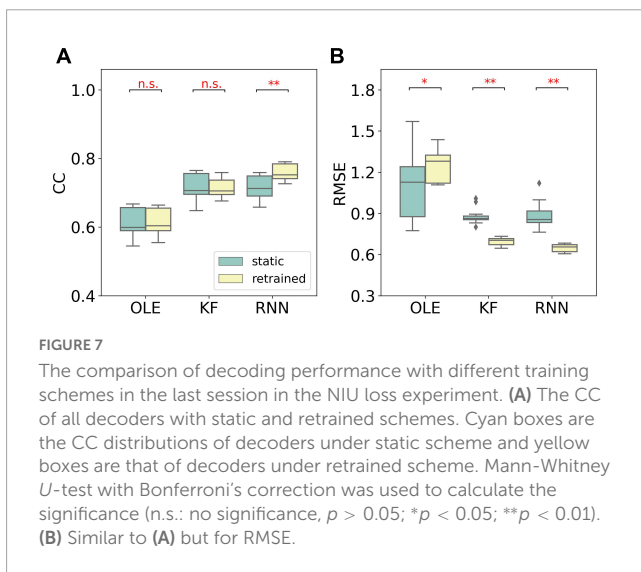 A
B
n.s.
n.s.
**
*
**
**
1.0
0.8
0.6
0.4
CC
1.8
1.5
1.2
0.9
0.6
0.3
RMSE
static
retrained
OLE
KF
RNN
OLE
KF
RNN
FIGURE 7
The comparison of decoding performance with different training
schemes in the last session in the NIU loss experiment. (A) The CC
of all decoders with static and retrained schemes. Cyan boxes are
the CC distributions of decoders under static scheme and yellow
boxes are that of decoders under retrained scheme. Mann-Whitney
U-test with Bonferroni’s correction was used to calculate the
significance (n.s.: no significance, p > 0.05; *p < 0.05; **p < 0.01).
(B) Similar to (A) but for RMSE.